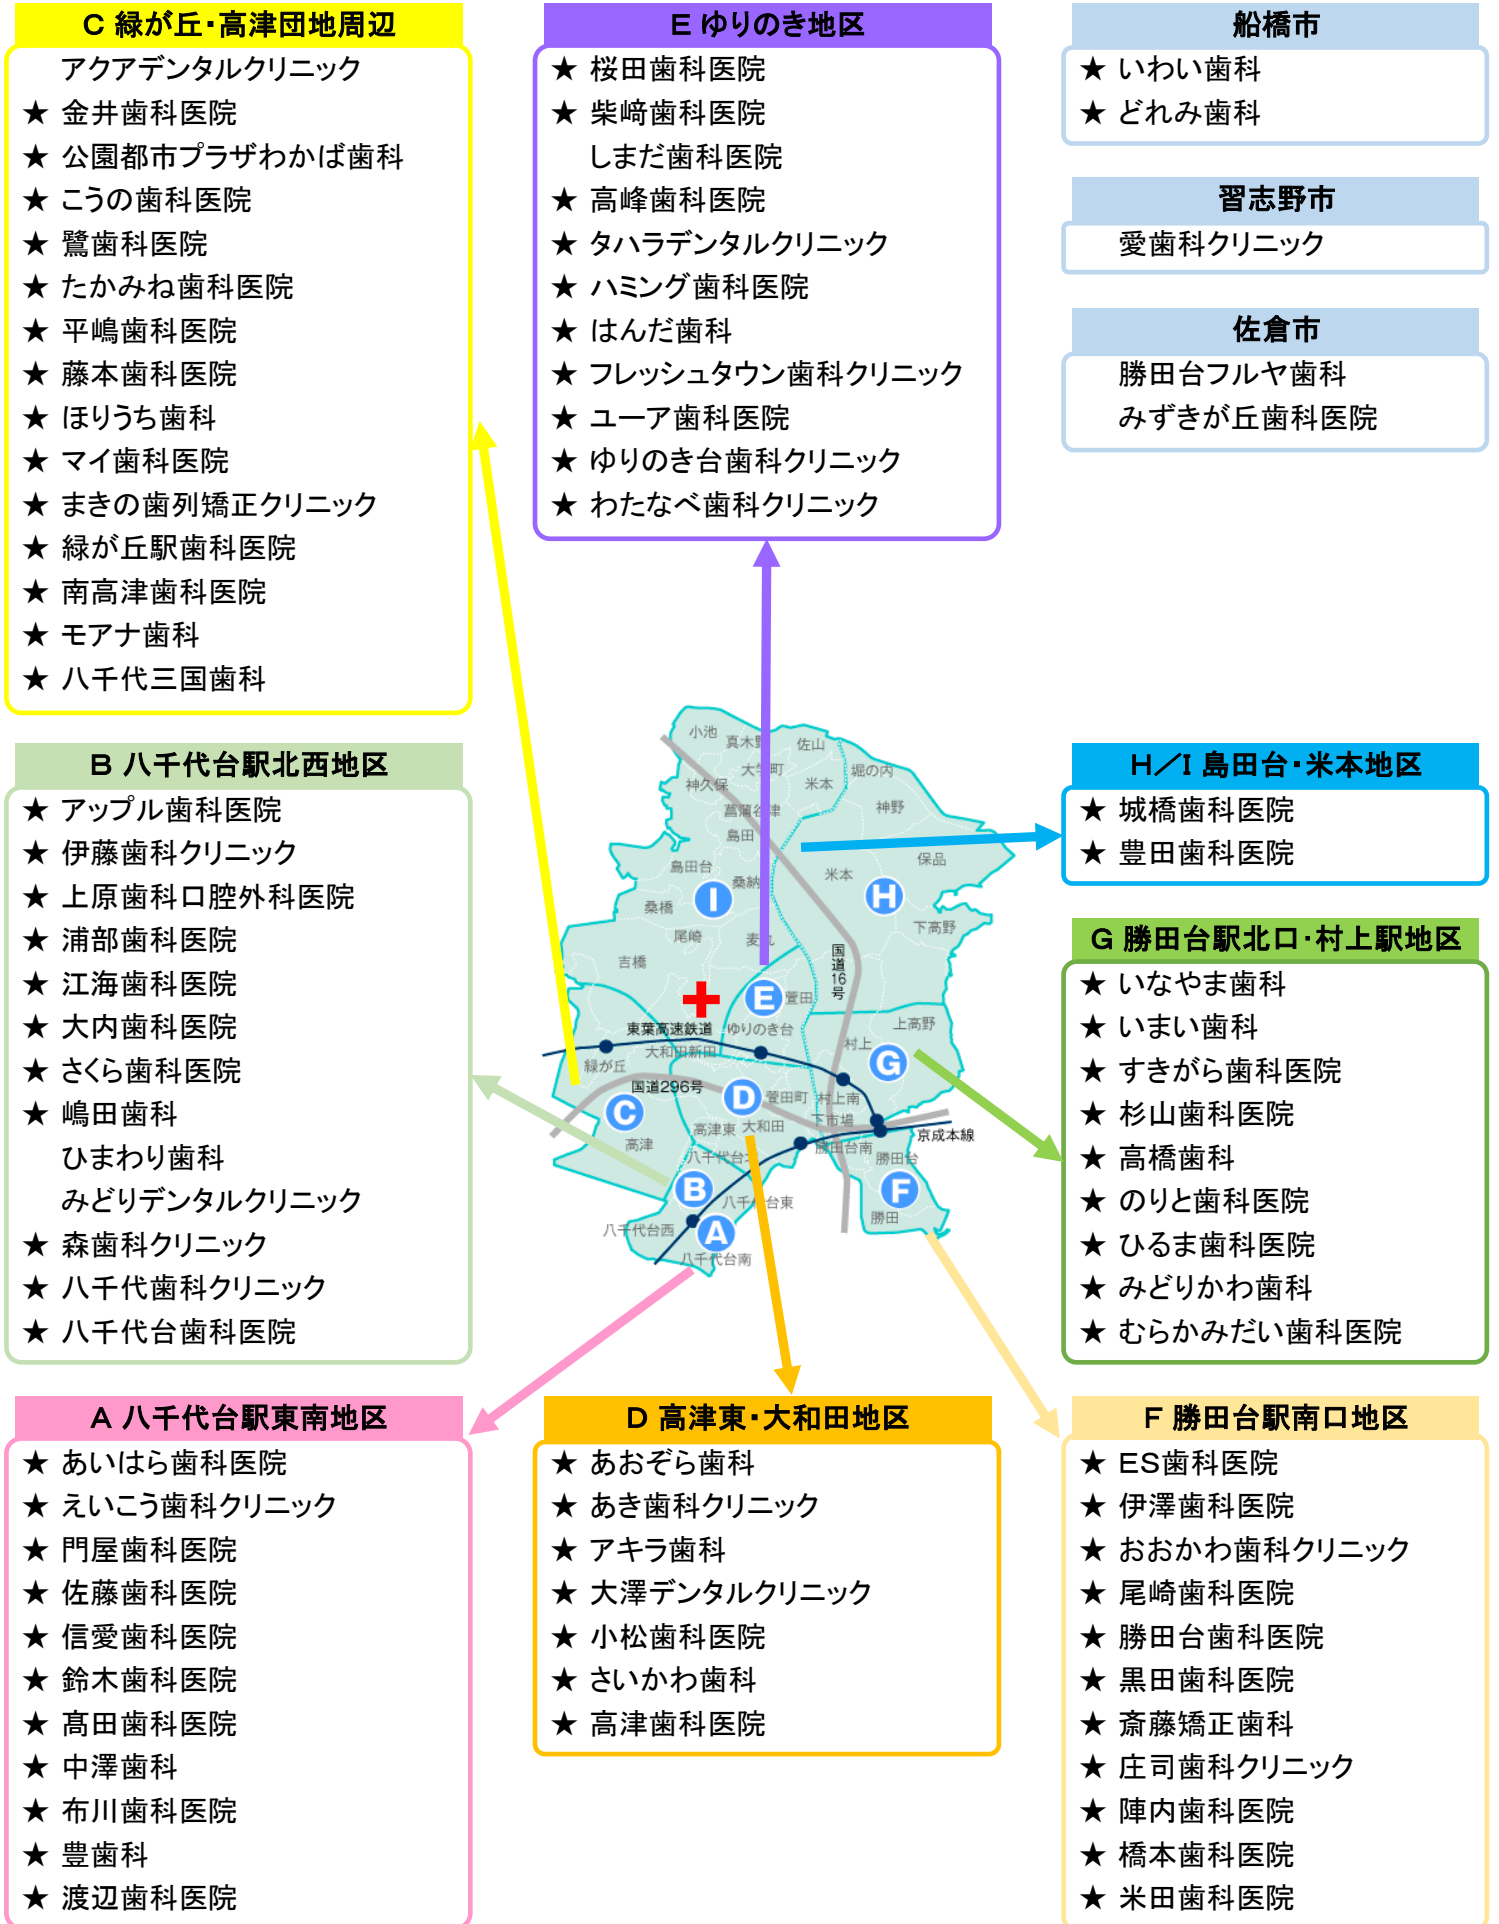 C 緑が丘・高津団地周辺
アクアデンタルクリニック
★ 金井歯科医院
★ 公園都市プラザわかば歯科
★ こうの歯科医院
★ 鷺歯科医院
★ たかみね歯科医院
★ 平嶋歯科医院
★ 藤本歯科医院
★ ほりうち歯科
★ マイ歯科医院
★ まきの歯列矯正クリニック
★ 緑が丘駅歯科医院
★ 南高津歯科医院
★ モアナ歯科
★ 八千代三国歯科
E ゆりのき地区
★ 桜田歯科医院
★ 柴﨑歯科医院
しまだ歯科医院
★ 高峰歯科医院
★ タハラデンタルクリニック
★ ハミング歯科医院
★ はんだ歯科
★ フレッシュタウン歯科クリニック
★ ユーア歯科医院
★ ゆりのき台歯科クリニック
★ わたなべ歯科クリニック
船橋市
★ いわい歯科
★ どれみ歯科
習志野市
愛歯科クリニック
佐倉市
勝田台フルヤ歯科
みずきが丘歯科医院
B 八千代台駅北西地区
★ アップル歯科医院
★ 伊藤歯科クリニック
★ 上原歯科口腔外科医院
★ 浦部歯科医院
★ 江海歯科医院
★ 大内歯科医院
★ さくら歯科医院
★ 嶋田歯科
ひまわり歯科
みどりデンタルクリニック
★ 森歯科クリニック
★ 八千代歯科クリニック
★ 八千代台歯科医院
小池
真木野
佐山
大学町
堀の内
神久保
米本
神野
菖蒲谷津
島田
島田台
保品
桑納
米本
I
H
桑橋
下高野
尾崎
麦丸
吉橋
国道16号
E
萱田
上高野
東葉高速鉄道
ゆりのき台
村上
大和田新田
緑が丘
G
国道296号
D
萱田町
村上南
C
下市場
高津東
大和田
京成本線
高津
勝田台南
八千代台北
勝田台
B
F
八千代台東
勝田
八千代台西
A
八千代台南
H／I 島田台・米本地区
★ 城橋歯科医院
★ 豊田歯科医院
G 勝田台駅北口・村上駅地区
★ いなやま歯科
★ いまい歯科
★ すきがら歯科医院
★ 杉山歯科医院
★ 高橋歯科
★ のりと歯科医院
★ ひるま歯科医院
★ みどりかわ歯科
★ むらかみだい歯科医院
A 八千代台駅東南地区
★ あいはら歯科医院
★ えいこう歯科クリニック
★ 門屋歯科医院
★ 佐藤歯科医院
★ 信愛歯科医院
★ 鈴木歯科医院
★ 髙田歯科医院
★ 中澤歯科
★ 布川歯科医院
★ 豊歯科
★ 渡辺歯科医院
D 高津東・大和田地区
★ あおぞら歯科
★ あき歯科クリニック
★ アキラ歯科
★ 大澤デンタルクリニック
★ 小松歯科医院
★ さいかわ歯科
★ 高津歯科医院
F 勝田台駅南口地区
★ ES歯科医院
★ 伊澤歯科医院
★ おおかわ歯科クリニック
★ 尾崎歯科医院
★ 勝田台歯科医院
★ 黒田歯科医院
★ 斎藤矯正歯科
★ 庄司歯科クリニック
★ 陣内歯科医院
★ 橋本歯科医院
★ 米田歯科医院